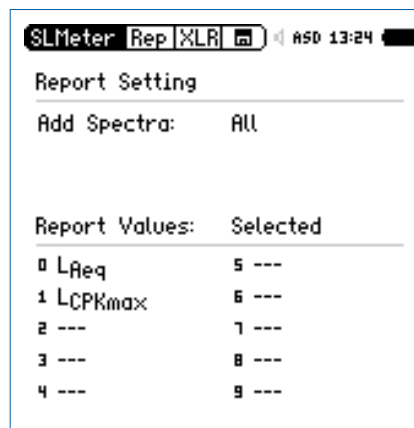 SLMeter Rep XLR ASD 13:24
Report Setting
Add Spectra: All
Report Values: Selected
0 LAeq 5 ---
1 LCPKmax 6 ---
2 --- 7 ---
3 --- 8 ---
4 --- 9 ---